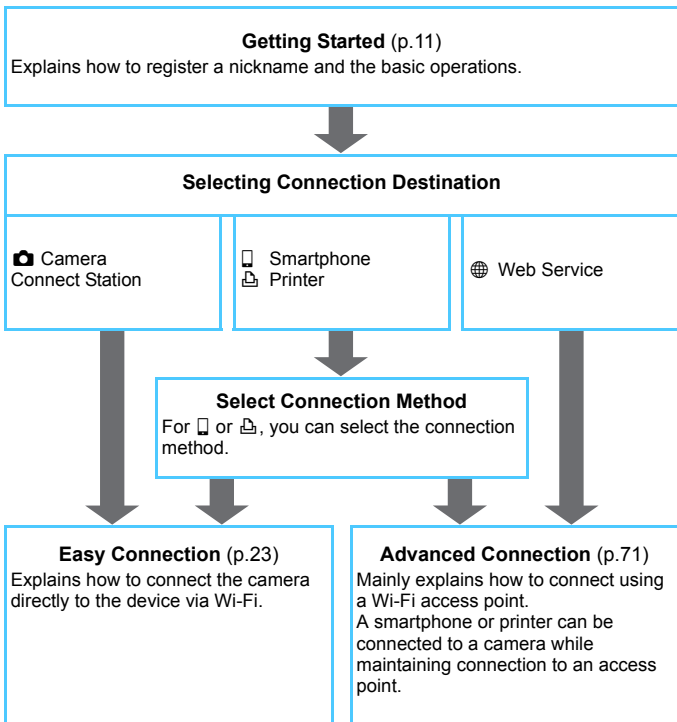 Getting Started (p.11)
Explains how to register a nickname and the basic operations.
Selecting Connection Destination
Camera
Connect Station
Smartphone
Printer
Web Service
Select Connection Method
For or , you can select the connection
method.
Easy Connection (p.23)
Explains how to connect the camera
directly to the device via Wi-Fi.
Advanced Connection (p.71)
Mainly explains how to connect using
a Wi-Fi access point.
A smartphone or printer can be
connected to a camera while
maintaining connection to an access
point.